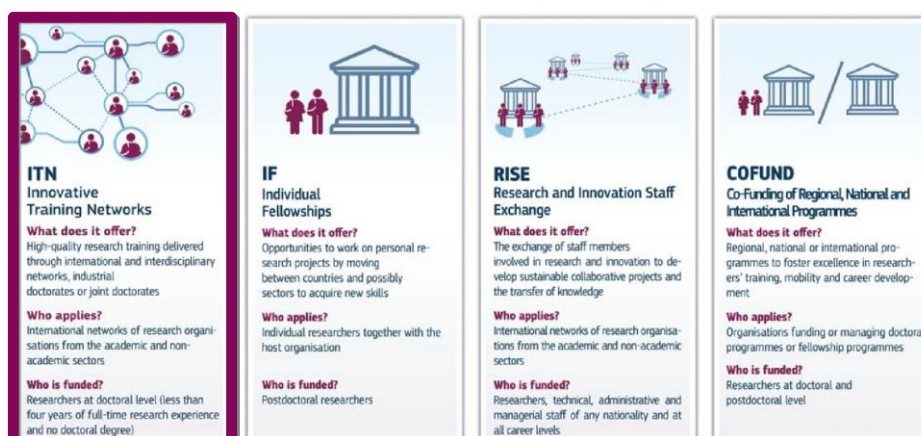 ITN
Innovative
Training Networks
What does it offer?
High-quality research training delivered
through international and interdisciplinary
networks, industrial
doctorates or joint doctorates
Who applies?
International networks of research organi-
sations from the academic and non-
academic sectors
Who is funded?
Researchers at doctoral level (less than
four years of full-time research experience
and no doctoral degree)
IF
Individual
Fellowships
What does it offer?
Opportunities to work on personal re-
search projects by moving
between countries and possibly
sectors to acquire new skills
Who applies?
Individual researchers together with the
host organisation
Who is funded?
Postdoctoral researchers
RISE
Research and Innovation Staff
Exchange
What does it offer?
The exchange of staff members
involved in research and innovation to de-
velop sustainable collaborative projects and
the transfer of knowledge
Who applies?
International networks of research organisa-
tions from the academic and non-academic
sectors
Who is funded?
Researchers, technical, administrative and
managerial staff of any nationality and at
all career levels
COFUND
Co-Funding of Regional, National and
International Programmes
What does it offer?
Regional, national or international pro-
grammes to foster excellence in research-
ers' training, mobility and career develop-
ment
Who applies?
Organisations funding or managing doctora
programmes or fellowship programmes
Who is funded?
Researchers at doctoral and
postdoctoral level